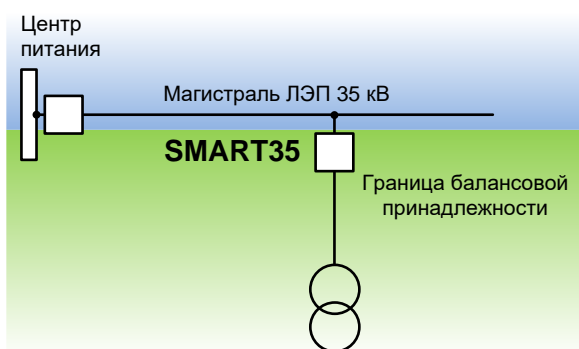 Центр
питания
Магистраль ЛЭП 35 кВ
SMART35
Граница балансовой
принадлежности